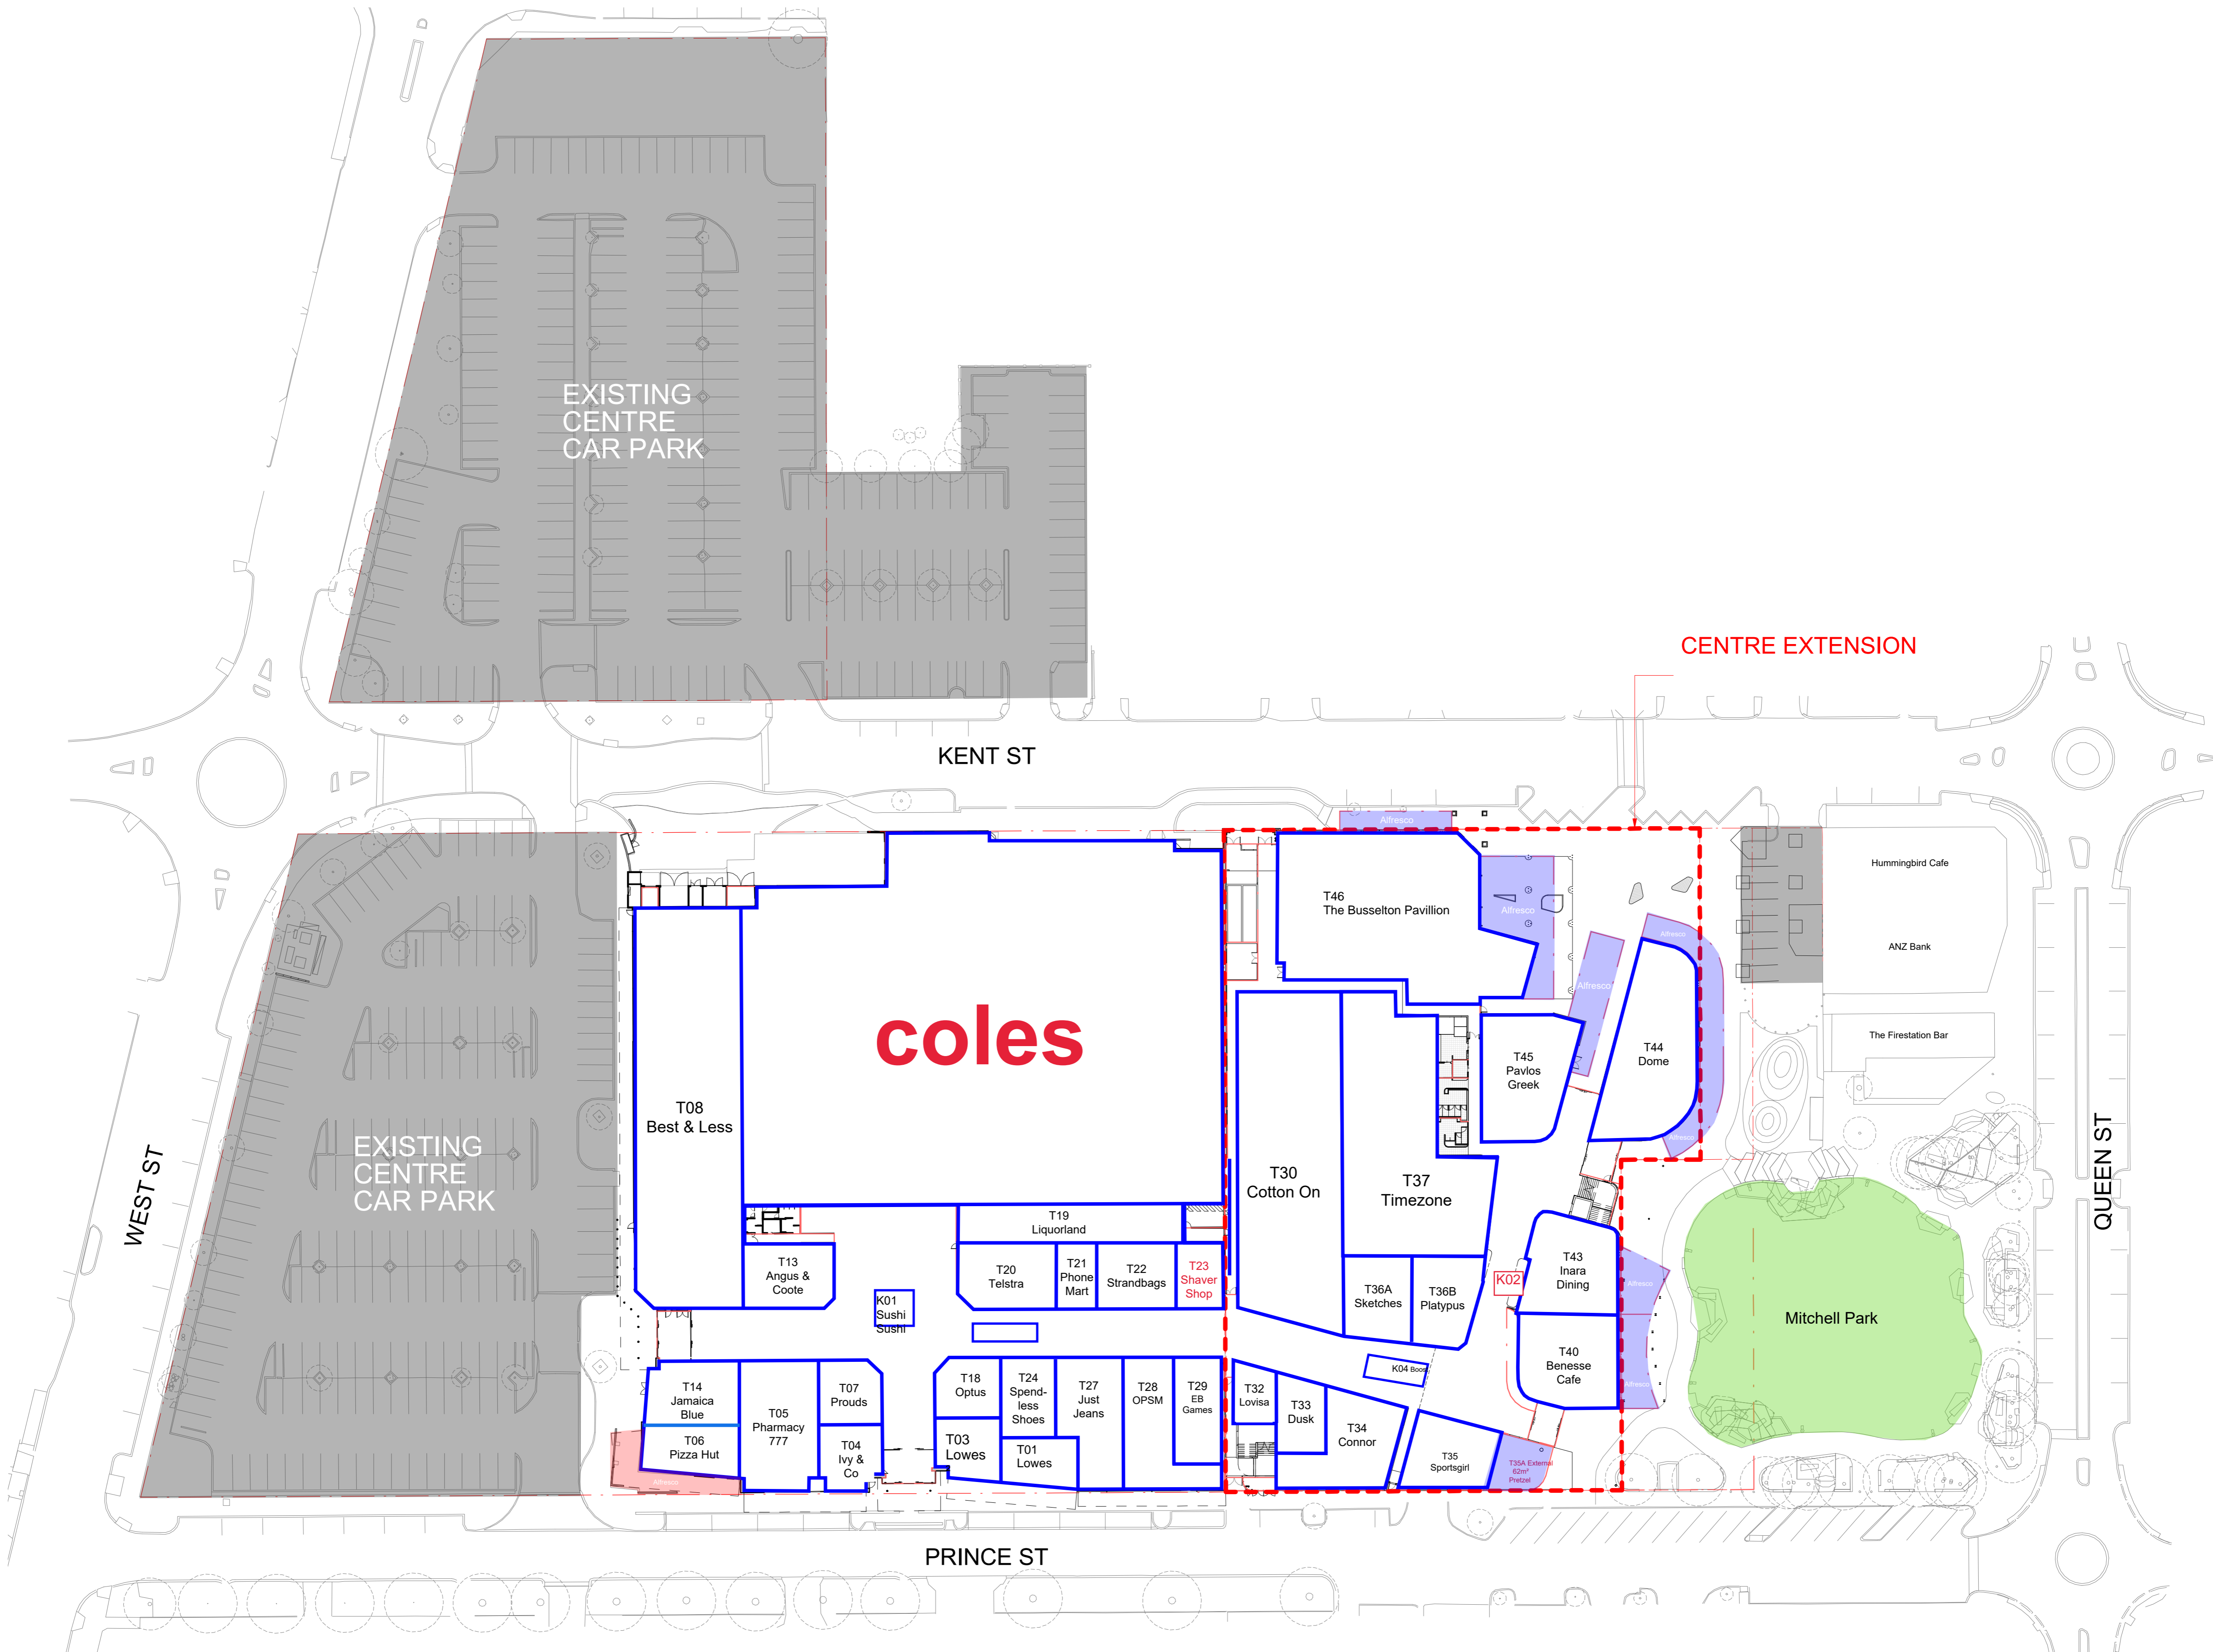 EXISTING
CENTRE
CAR PARK
CENTRE EXTENSION
KENT ST
Alfresco
Hummingbird Cafe
T46
The Busselton Pavillion
Alfresco
Alfresco
ANZ Bank
Alfresco
coles
The Firestation Bar
T45
Pavlos
Greek
T44
Dome
T08
Best & Less
EXISTING
CENTRE
CAR PARK
WEST ST
QUEEN ST
Alfresco
T30
Cotton On
T37
Timezone
T19
Liquorland
T13
Angus &
Coote
T20
Telstra
T21
Phone
Mart
T22
Strandbags
T23
Shaver
Shop
T43
Inara
Dining
K02
Alfresco
K01
Sushi
Sushi
T36A
Sketches
T36B
Platypus
Mitchell Park
T40
Benesse
Cafe
Alfresco
K04 Boost
T14
Jamaica
Blue
T05
Pharmacy
777
T07
Prouds
T18
Optus
T24
Spend-
less
Shoes
T27
Just
Jeans
T28
OPSM
T29
EB
Games
T32
Lovisa
T33
Dusk
T34
Connor
T06
Pizza Hut
T04
Ivy &
Co
T03
Lowes
T01
Lowes
T35
Sportsgirl
T35A External
62m²
Pretzel
Alfresco
PRINCE ST